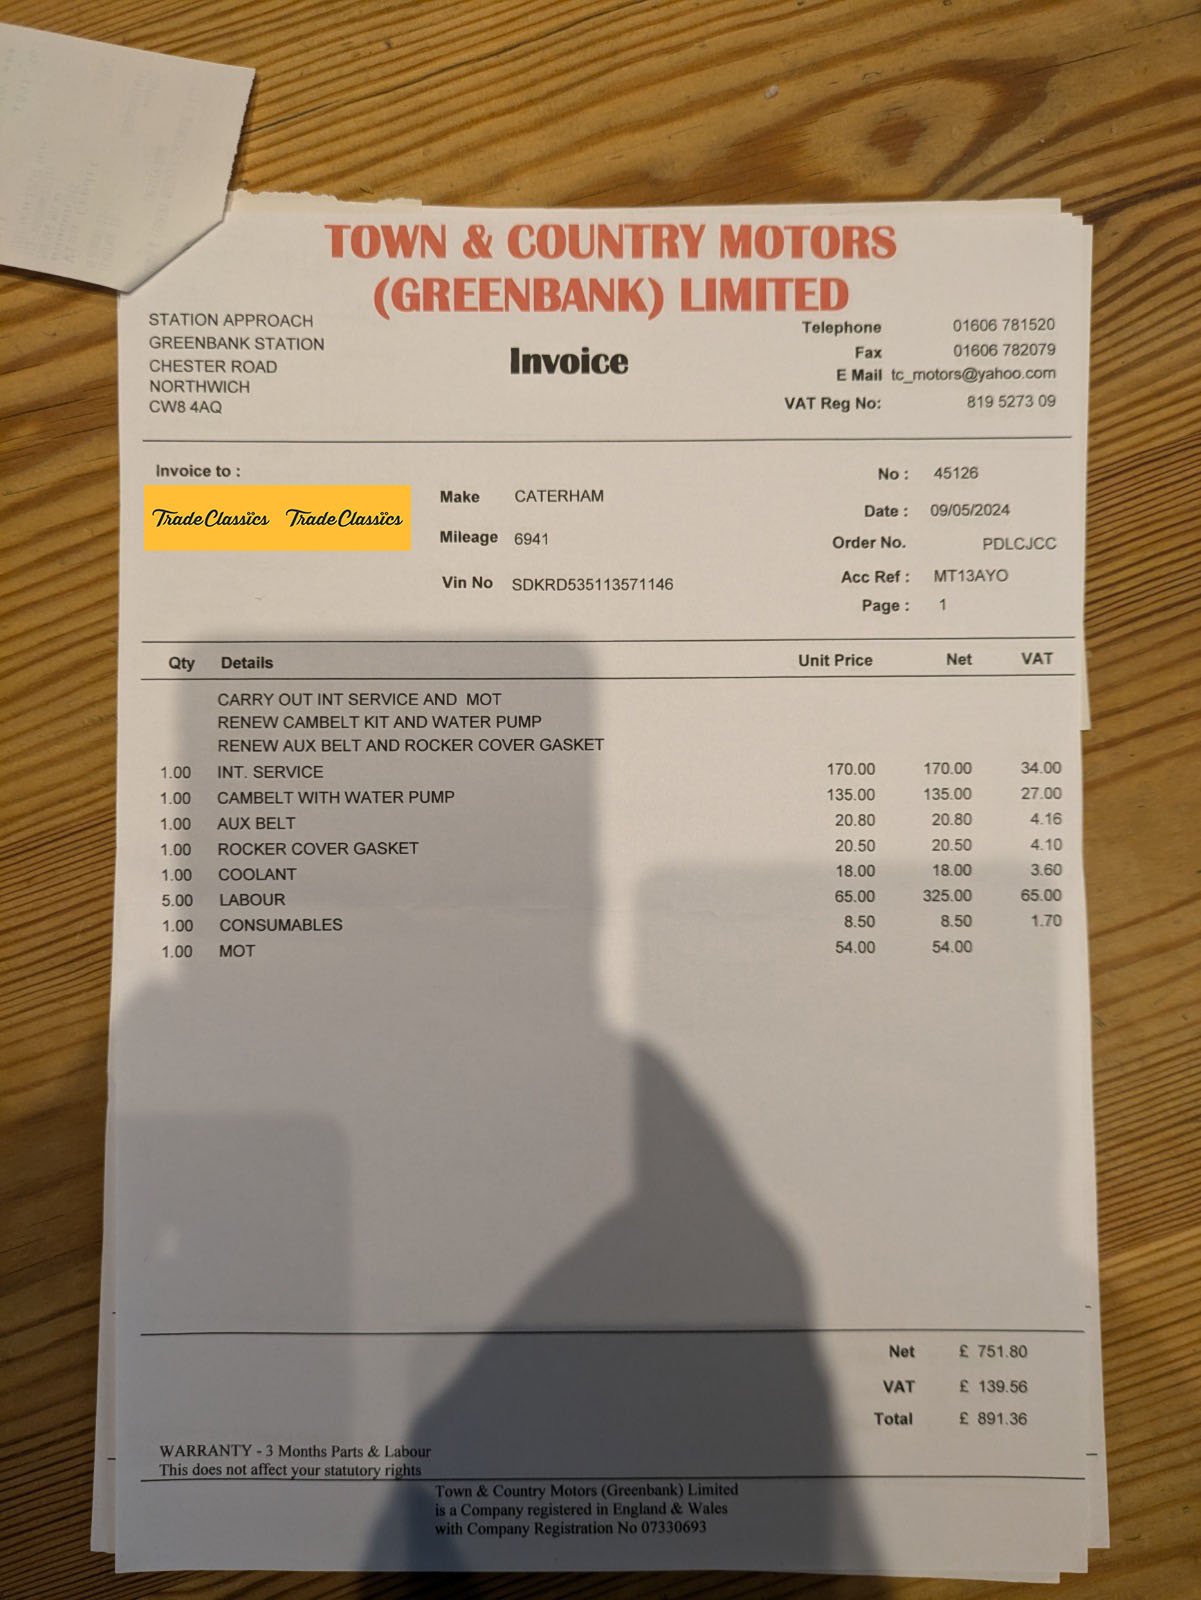 TOWN & COUNTRY MOTORS
(GREENBANK) LIMITED
STATION APPROACH
GREENBANK STATION
CHESTER ROAD
NORTHWICH
CW8 4AQ
Invoice
Telephone 01606 781520
Fax 01606 782079
E Mail tc_motors@yahoo.com
VAT Reg No: 819 5273 09
Invoice to :
TradeClassics TradeClassics
Make CATERHAM
Mileage 6941
Vin No SDKRD535113571146
No : 45126
Date : 09/05/2024
Order No. PDLCJCC
Acc Ref : MT13AYO
Page : 1
Qty Details Unit Price Net VAT
CARRY OUT INT SERVICE AND MOT
RENEW CAMBELT KIT AND WATER PUMP
RENEW AUX BELT AND ROCKER COVER GASKET
1.00 INT. SERVICE 170.00 170.00 34.00
1.00 CAMBELT WITH WATER PUMP 135.00 135.00 27.00
1.00 AUX BELT 20.80 20.80 4.16
1.00 ROCKER COVER GASKET 20.50 20.50 4.10
1.00 COOLANT 18.00 18.00 3.60
5.00 LABOUR 65.00 325.00 65.00
1.00 CONSUMABLES 8.50 8.50 1.70
1.00 MOT 54.00 54.00
Net £ 751.80
VAT £ 139.56
Total £ 891.36
WARRANTY - 3 Months Parts & Labour
This does not affect your statutory rights
Town & Country Motors (Greenbank) Limited
is a Company registered in England & Wales
with Company Registration No 07330693